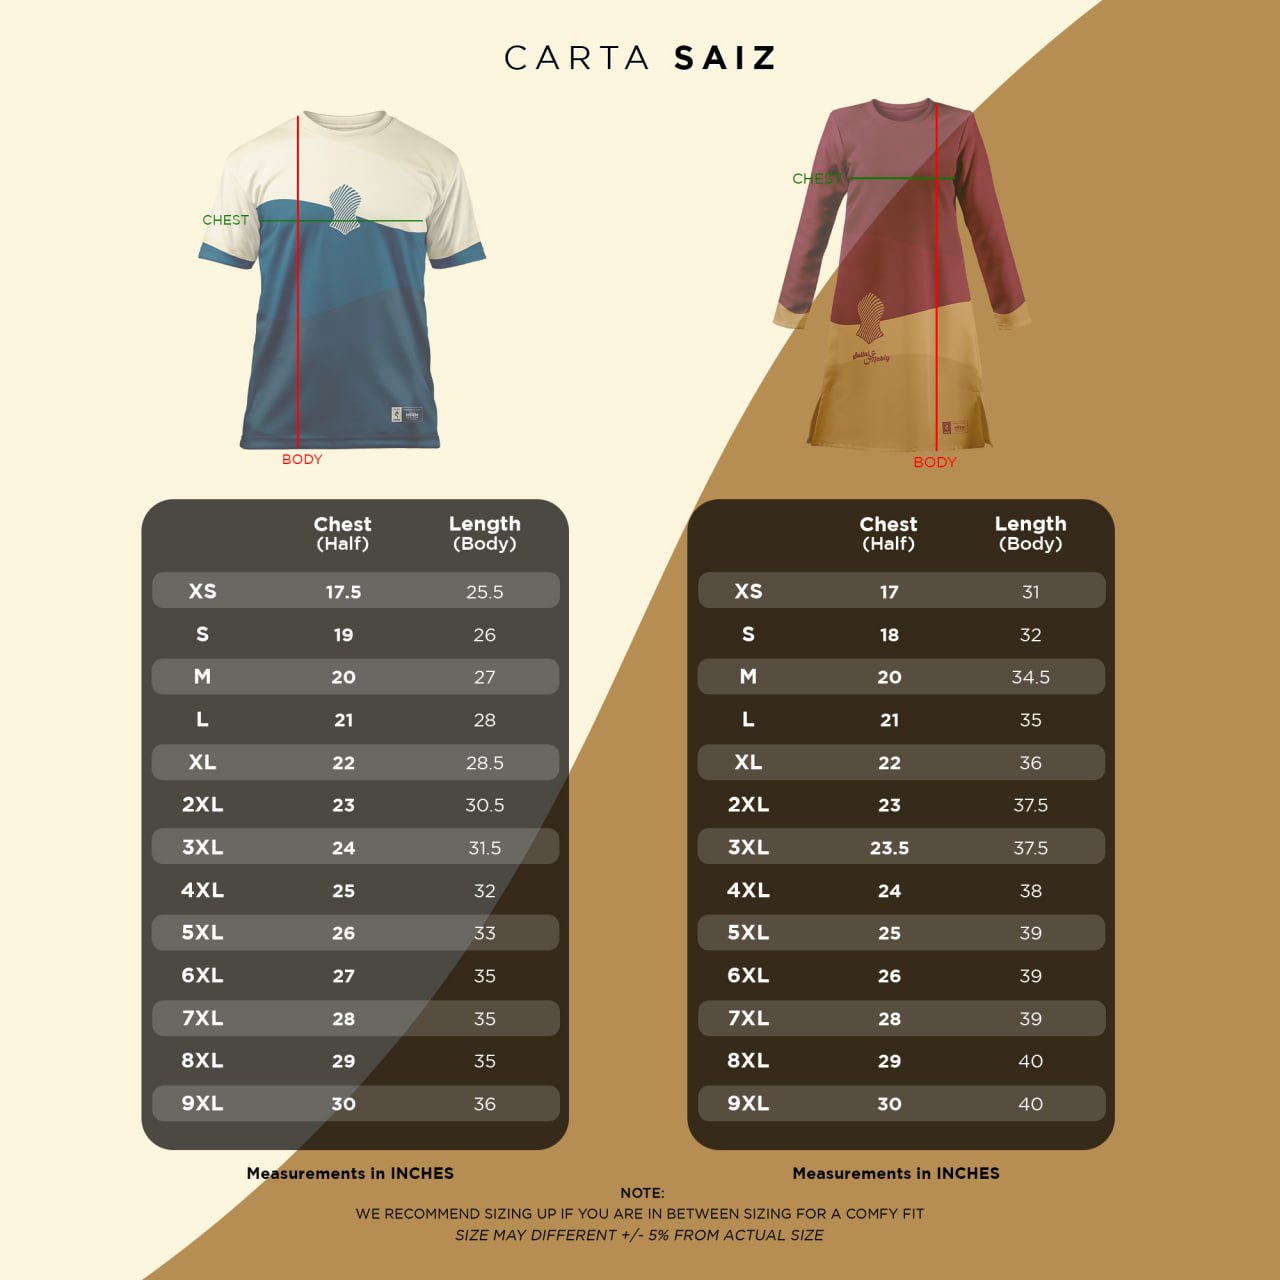 CARTA SAIZ
CHEST
BODY
CHEST
BODY
Chest Length
(Half) (Body)
XS 17.5 25.5
S 19 26
M 20 27
L 21 28
XL 22 28.5
2XL 23 30.5
3XL 24 31.5
4XL 25 32
5XL 26 33
6XL 27 35
7XL 28 35
8XL 29 35
9XL 30 36
Measurements in INCHES
Chest Length
(Half) (Body)
XS 17 31
S 18 32
M 20 34.5
L 21 35
XL 22 36
2XL 23 37.5
3XL 23.5 37.5
4XL 24 38
5XL 25 39
6XL 26 39
7XL 28 39
8XL 29 40
9XL 30 40
Measurements in INCHES
NOTE:
WE RECOMMEND SIZING UP IF YOU ARE IN BETWEEN SIZING FOR A COMFY FIT
SIZE MAY DIFFERENT +/- 5% FROM ACTUAL SIZE